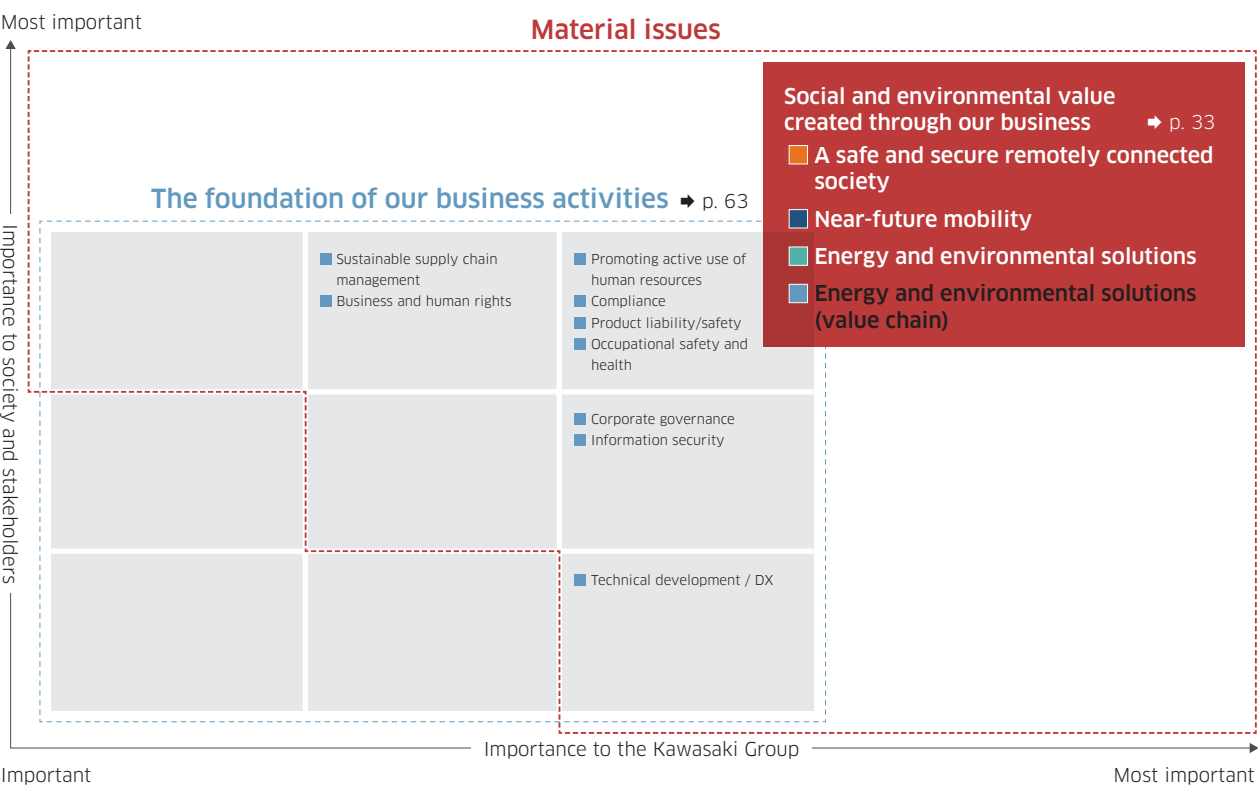 Most important
Material issues
Social and environmental value
created through our business ➡ p. 33
A safe and secure remotely connected
society
Near-future mobility
Energy and environmental solutions
Energy and environmental solutions
(value chain)
The foundation of our business activities ➡ p. 63
Sustainable supply chain
management
Business and human rights
Promoting active use of
human resources
Compliance
Product liability/safety
Occupational safety and
health
Corporate governance
Information security
Technical development / DX
Importance to society and stakeholders
Importance to the Kawasaki Group
Important
Most important